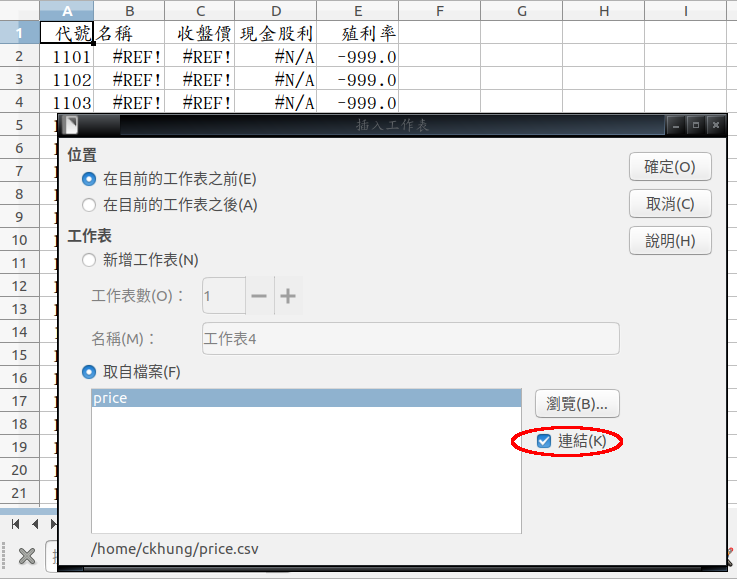 A B C D E F G H I
1 代號 名稱 收盤價 現金股利 殖利率
2 1101 #REF! #REF! #N/A -999.0
3 1102 #REF! #REF! #N/A -999.0
4 1103 #REF! #REF! #N/A -999.0
5
插入工作表
6
位置
7
在目前的工作表之前(E)
確定(O)
8
在目前的工作表之後(A)
取消(C)
9
工作表
說明(H)
10
新增工作表(N)
11
12
工作表數(O)： 1
13
14
名稱(M)： 工作表4
15
取自檔案(F)
16
price
瀏覽(B)...
17
18
連結(K)
19
20
21
/home/ckhung/price.csv